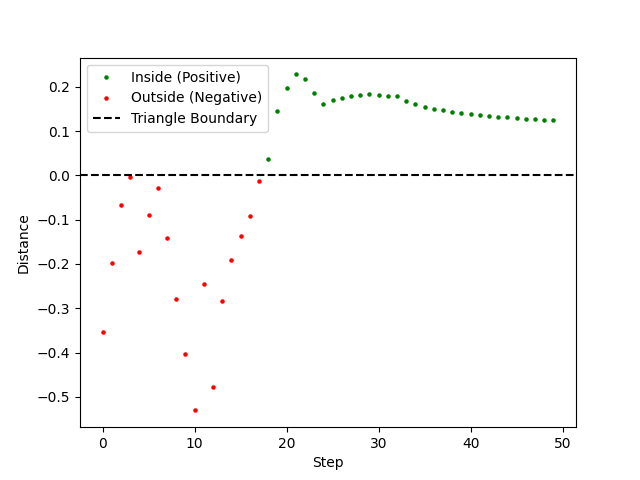 Inside (Positive)
Outside (Negative)
Triangle Boundary
0.2
0.1
0.0
−0.1
−0.2
−0.3
−0.4
−0.5
Distance
0 10 20 30 40 50
Step